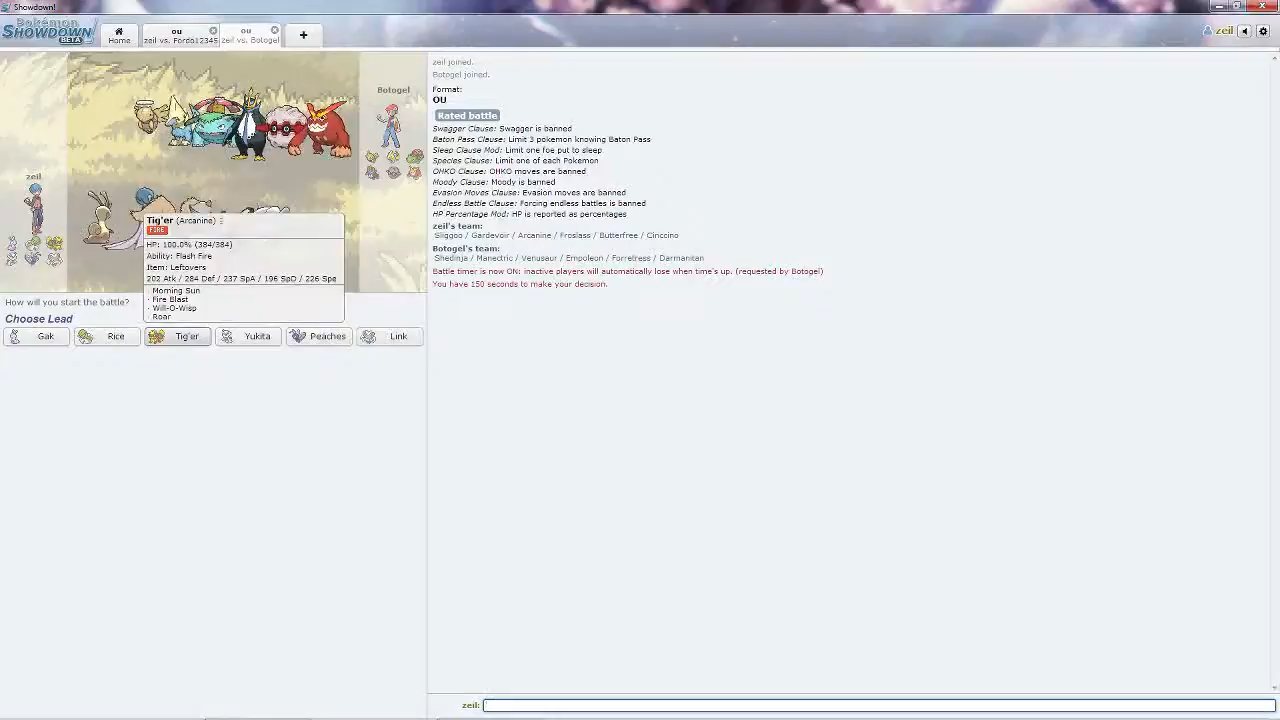 Showdown!
Pokémon
SHOWDOWN
BETA
Home
ou
zeil vs. Fordo12345
ou
zeil vs. Botogel
+
zeil
zeil
Botogel
Tig'er (Arcanine)
FIRE
HP: 100.0% (384/384)
Ability: Flash Fire
Item: Leftovers
202 Atk / 284 Def / 237 SpA / 196 SpD / 226 Spe
· Morning Sun
· Fire Blast
· Will-O-Wisp
· Roar
How will you start the battle?
Choose Lead
Gak
Rice
Tig'er
Yukita
Peaches
Link
zeil joined.
Botogel joined.
Format:
OU
Rated battle
Swagger Clause: Swagger is banned
Baton Pass Clause: Limit 3 pokemon knowing Baton Pass
Sleep Clause Mod: Limit one foe put to sleep
Species Clause: Limit one of each Pokemon
OHKO Clause: OHKO moves are banned
Moody Clause: Moody is banned
Evasion Moves Clause: Evasion moves are banned
Endless Battle Clause: Forcing endless battles is banned
HP Percentage Mod: HP is reported as percentages
zeil's team:
Sliggoo / Gardevoir / Arcanine / Froslass / Butterfree / Cinccino
Botogel's team:
Shedinja / Manectric / Venusaur / Empoleon / Forretress / Darmanitan
Battle timer is now ON: inactive players will automatically lose when time's up. (requested by Botogel)
You have 150 seconds to make your decision.
zeil: